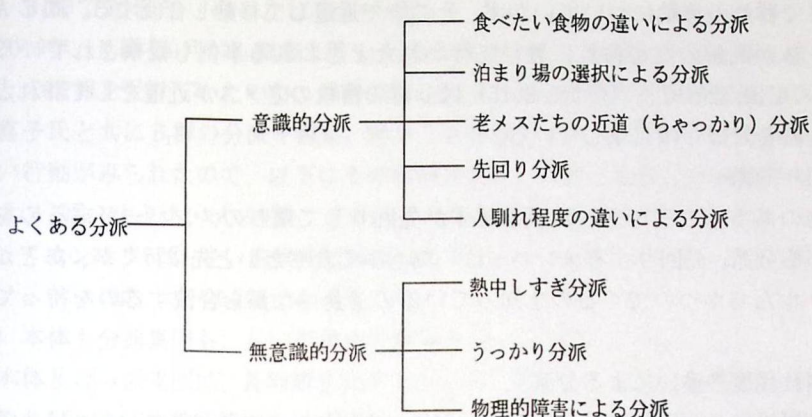 食べたい食物の違いによる分派
泊まり場の選択による分派
意識的分派
老メスたちの近道（ちゃっかり）分派
先回り分派
人馴れ程度の違いによる分派
よくある分派
熱中しすぎ分派
無意識的分派
うっかり分派
物理的障害による分派